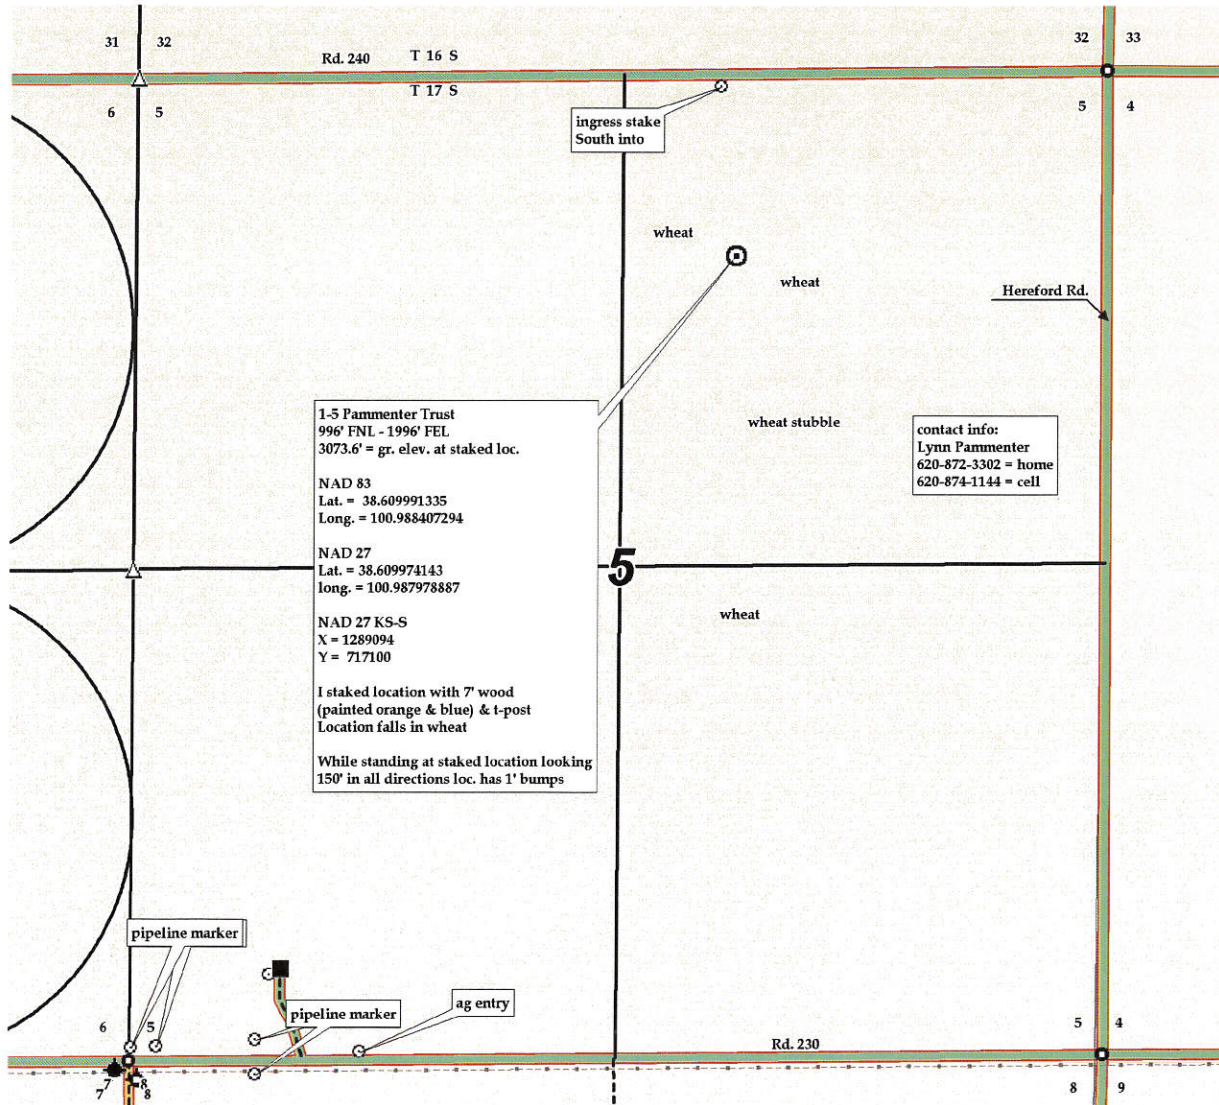 31 32
32 33
Rd. 240
T 16 S
T 17 S
6 5
5 4
ingress stake
South into
wheat
wheat
Hereford Rd.
1-5 Pammenter Trust
996' FNL - 1996' FEL
3073.6' = gr. elev. at staked loc.
NAD 83
Lat. = 38.609991335
Long. = 100.988407294
NAD 27
Lat. = 38.609974143
long. = 100.987978887
NAD 27 KS-S
X = 1289094
Y = 717100
I staked location with 7' wood
(painted orange & blue) & t-post
Location falls in wheat
While standing at staked location looking
150' in all directions loc. has 1' bumps
wheat stubble
contact info:
Lynn Pammenter
620-872-3302 = home
620-874-1144 = cell
5
wheat
pipeline marker
pipeline marker
ag entry
6 5
5 4
Rd. 230
7 8
7 8
8 9